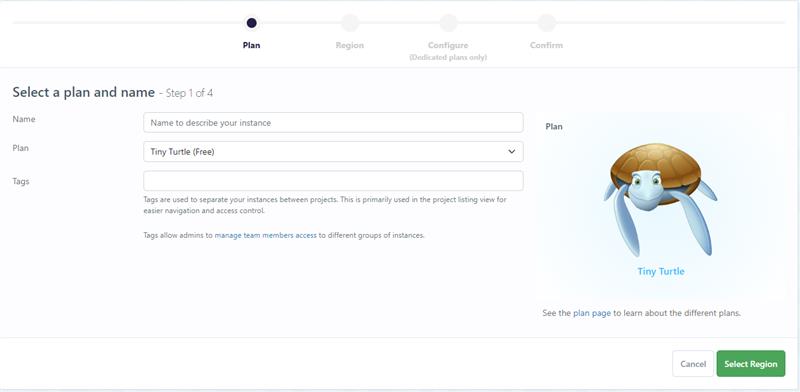 Plan
Region
Configure
Confirm
(Dedicated plans only)
Select a plan and name - Step 1 of 4
Name
Name to describe your instance
Plan
Tiny Turtle (Free)
Tags
Tags are used to separate your instances between projects. This is primarily used in the project listing view for
easier navigation and access control.
Tags allow admins to manage team members access to different groups of instances.
Plan
Tiny Turtle
See the plan page to learn about the different plans.
Cancel
Select Region